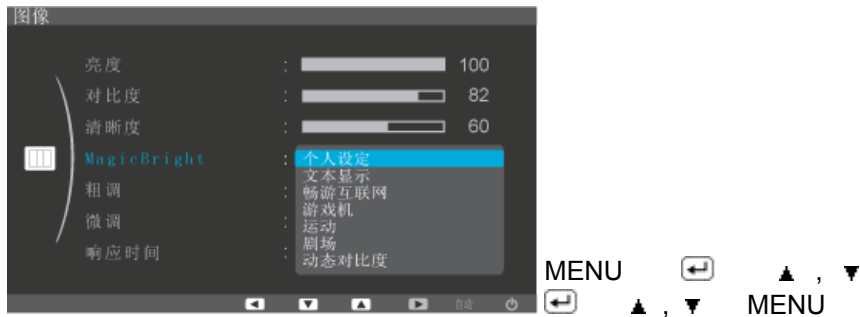 图像
亮度 : 100
对比度 : 82
清晰度 : 60
MagicBright : 个人设定
文本显示
粗调 : 畅游互联网
游戏机
微调 : 运动
剧场
响应时间 : 动态对比度
自动
MENU ▲ , ▼
▲ , ▼ MENU